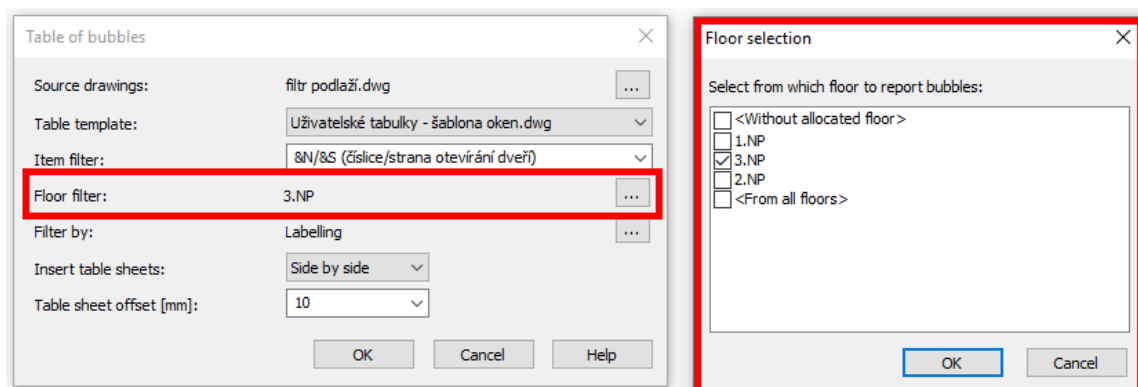 Table of bubbles
Source drawings: filtr podlaží.dwg ...
Table template: Uživatelské tabulky - šablona oken.dwg
Item filter: &N/&S (číslice/strana otevírání dveří)
Floor filter: 3.NP ...
Filter by: Labelling ...
Insert table sheets: Side by side
Table sheet offset [mm]: 10
OK Cancel Help
Floor selection
Select from which floor to report bubbles:
<Without allocated floor>
1.NP
3.NP
2.NP
<From all floors>
OK Cancel